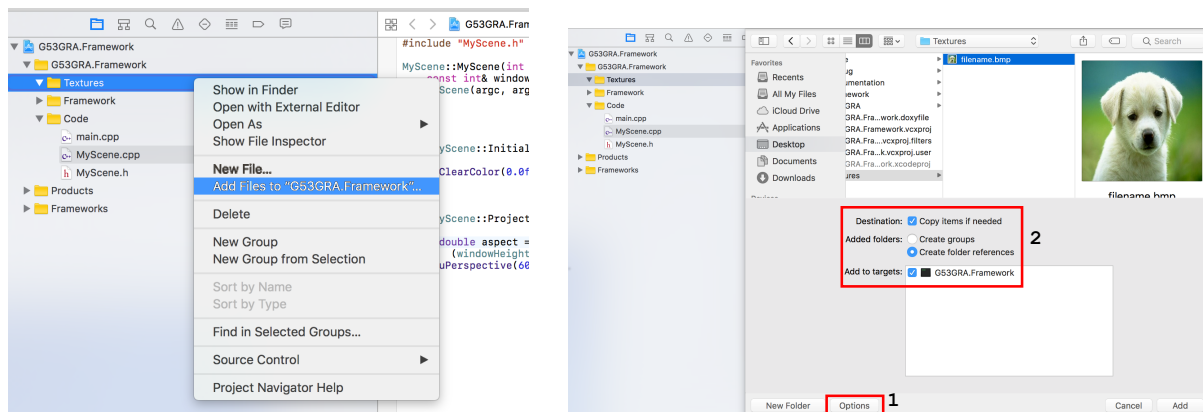 G53GRA.Fram
G53GRA.Framework
G53GRA.Framework
Textures
Framework
Code
main.cpp
MyScene.cpp
MyScene.h
Products
Frameworks
#include "MyScene.h"
MyScene::MyScene(int
const int& window
Scene(argc, arg
yScene::Initial
ClearColor(0.0f
yScene::Project
double aspect =
(windowHeight
uPerspective(60
Show in Finder
Open with External Editor
Open As
Show File Inspector
New File...
Add Files to “G53GRA.Framework”...
Delete
New Group
New Group from Selection
Sort by Name
Sort by Type
Find in Selected Groups...
Source Control
Project Navigator Help
G53GRA.Framework
G53GRA.Framework
Textures
Framework
Code
main.cpp
MyScene.cpp
MyScene.h
Products
Frameworks
Textures
Search
Favorites
Recents
All My Files
iCloud Drive
Applications
Desktop
Documents
Downloads
e
ug
umentation
ework
GRA
GRA.Fra...work.doxyfile
GRA.Framework.vcxproj
GRA.Fra....vcxproj.filters
GRA.Fra...vcxproj.user
GRA.Fra...ork.xcodeproj
ures
filename.bmp
filename.bmp
Destination: Copy items if needed
Added folders: Create groups
Create folder references
2
Add to targets: G53GRA.Framework
New Folder
Options
1
Cancel
Add